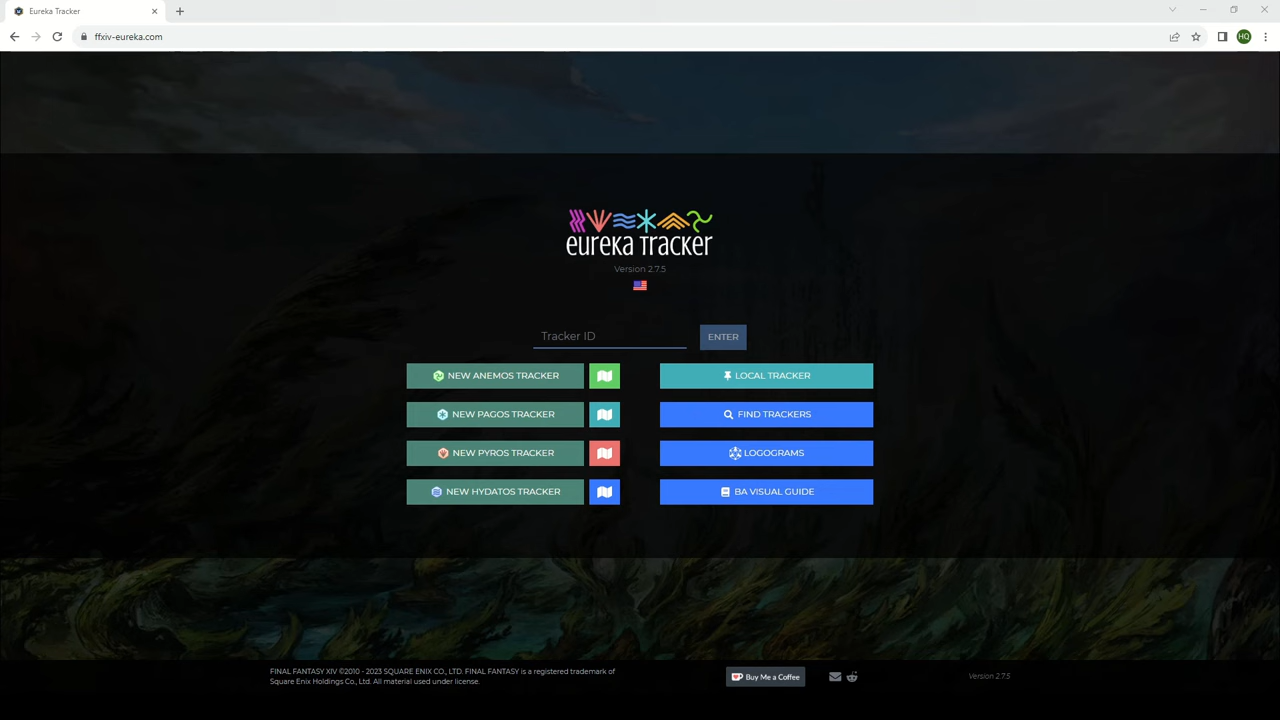 Eureka Tracker
ffxiv-eureka.com
HQ
eureka Tracker
Version 2.7.5
Tracker ID
ENTER
NEW ANEMOS TRACKER
LOCAL TRACKER
NEW PAGOS TRACKER
FIND TRACKERS
NEW PYROS TRACKER
LOGOGRAMS
NEW HYDATOS TRACKER
BA VISUAL GUIDE
FINAL FANTASY XIV ©2010 - 2023 SQUARE ENIX CO., LTD. FINAL FANTASY is a registered trademark of
Square Enix Holdings Co., Ltd. All material used under license.
Buy Me a Coffee
Version 2.7.5